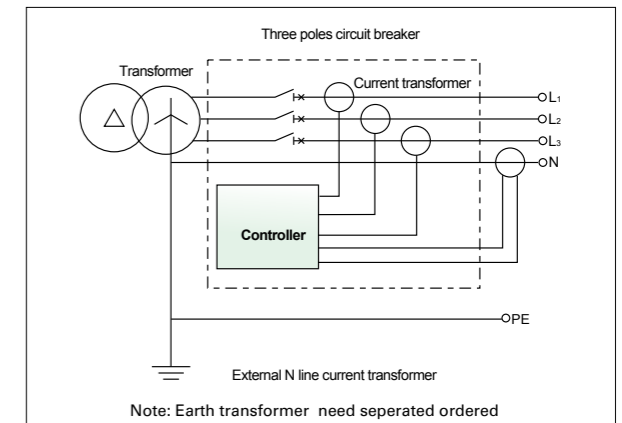 Three poles circuit breaker
Transformer
Current transformer
L1
L2
L3
N
Controller
PE
External N line current transformer
Note: Earth transformer need seperated ordered